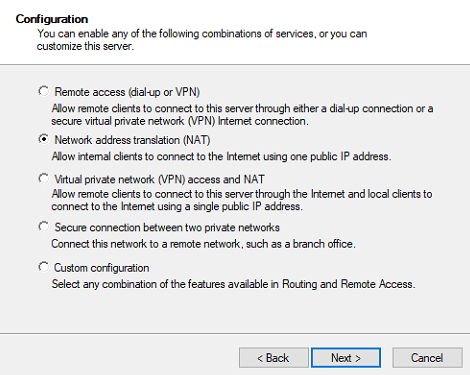 Configuration
You can enable any of the following combinations of services, or you can
customize this server.
Remote access (dial-up or VPN)
Allow remote clients to connect to this server through either a dial-up connection or a
secure virtual private network (VPN) Internet connection.
Network address translation (NAT)
Allow internal clients to connect to the Internet using one public IP address.
Virtual private network (VPN) access and NAT
Allow remote clients to connect to this server through the Internet and local clients to
connect to the Internet using a single public IP address.
Secure connection between two private networks
Connect this network to a remote network, such as a branch office.
Custom configuration
Select any combination of the features available in Routing and Remote Access.
< Back Next > Cancel